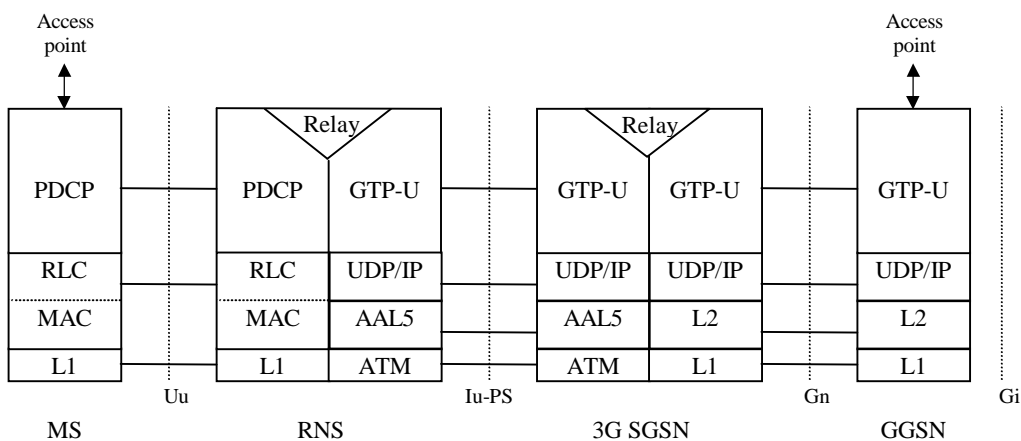 Access
point
Access
point
Relay
Relay
PDCP
PDCP
GTP-U
GTP-U
GTP-U
GTP-U
RLC
RLC
UDP/IP
UDP/IP
UDP/IP
UDP/IP
MAC
MAC
AAL5
AAL5
L2
L2
L1
L1
ATM
ATM
L1
L1
Uu
Iu-PS
Gn
Gi
MS
RNS
3G SGSN
GGSN